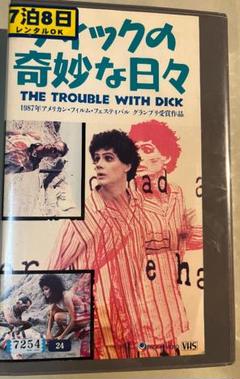 7泊8日
レンタルOK
ディックの
奇妙な日々
THE TROUBLE WITH DICK
1987年アメリカン・フィルム・フェスティバル グランプリ受賞作品
had a
ar
e ha
7254
24
VHS